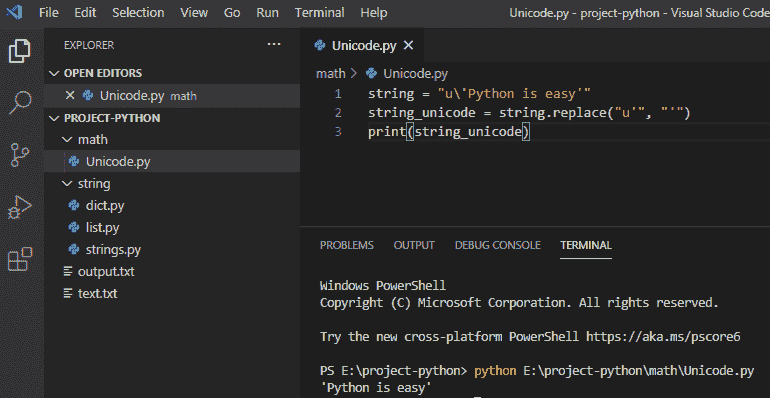 File Edit Selection View Go Run Terminal Help Unicode.py - project-python - Visual Studio Code
EXPLORER ···
OPEN EDITORS
Unicode.py math
PROJECT-PYTHON
math
Unicode.py
string
dict.py
list.py
strings.py
output.txt
text.txt
Unicode.py
math > Unicode.py
1 string = "u\'Python is easy'"
2 string_unicode = string.replace("u'", "'")
3 print(string_unicode)
PROBLEMS OUTPUT DEBUG CONSOLE TERMINAL
Windows PowerShell
Copyright (C) Microsoft Corporation. All rights reserved.
Try the new cross-platform PowerShell https://aka.ms/pscore6
PS E:\project-python> python E:\project-python\math\Unicode.py
'Python is easy'